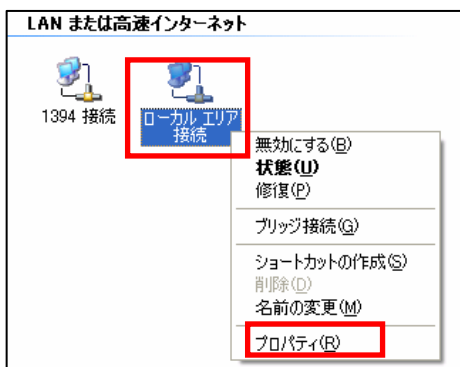 LAN または高速インターネット
1394 接続
ローカル エリア
接続
無効にする(B)
状態(U)
修復(P)
ブリッジ接続(G)
ショートカットの作成(S)
削除(D)
名前の変更(M)
プロパティ(R)